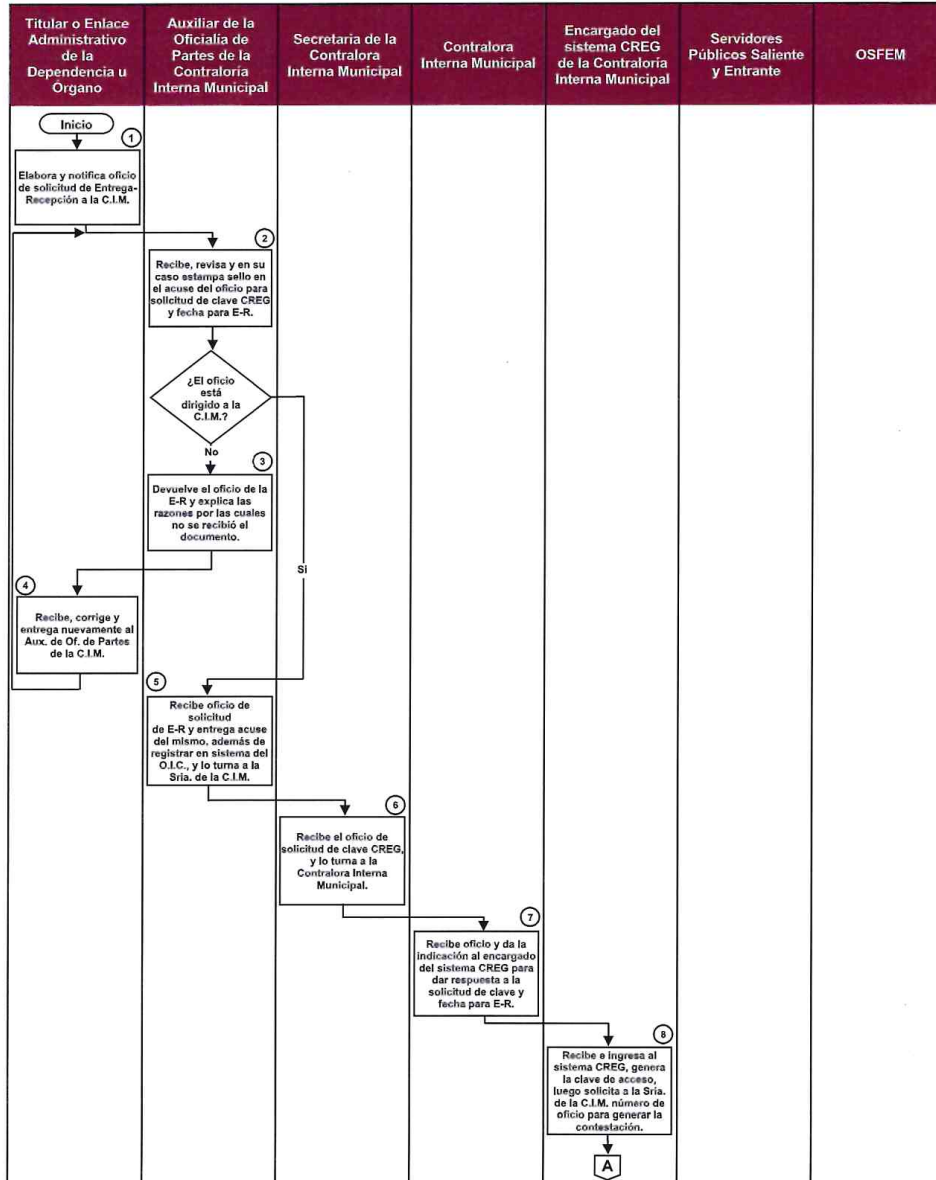 Titular o Enlace
Administrativo
de la
Dependencia u
Órgano
Auxiliar de la
Oficialía de
Partes de la
Contraloría
Interna Municipal
Secretaria de la
Contralora
Interna Municipal
Contralora
Interna Municipal
Encargado del
sistema CREG
de la Contraloría
Interna Municipal
Servidores
Públicos Saliente
y Entrante
OSFEM
Inicio
1
Elabora y notifica oficio
de solicitud de Entrega-
Recepción a la C.I.M.
2
Recibe, revisa y en su
caso estampa sello en
el acuse del oficio para
solicitud de clave CREG
y fecha para E-R.
¿El oficio
está
dirigido a la
C.I.M.?
No
Si
3
Devuelve el oficio de la
E-R y explica las
razones por las cuales
no se recibió el
documento.
4
Recibe, corrige y
entrega nuevamente al
Aux. de Of. de Partes
de la C.I.M.
5
Recibe oficio de
solicitud
de E-R y entrega acuse
del mismo, además de
registrar en sistema del
O.I.C., y lo turna a la
Sria. de la C.I.M.
6
Recibe el oficio de
solicitud de clave CREG,
y lo turna a la
Contralora Interna
Municipal.
7
Recibe oficio y da la
indicación al encargado
del sistema CREG para
dar respuesta a la
solicitud de clave y
fecha para E-R.
8
Recibe e ingresa al
sistema CREG, genera
la clave de acceso,
luego solicita a la Sría.
de la C.I.M. número de
oficio para generar la
contestación.
A